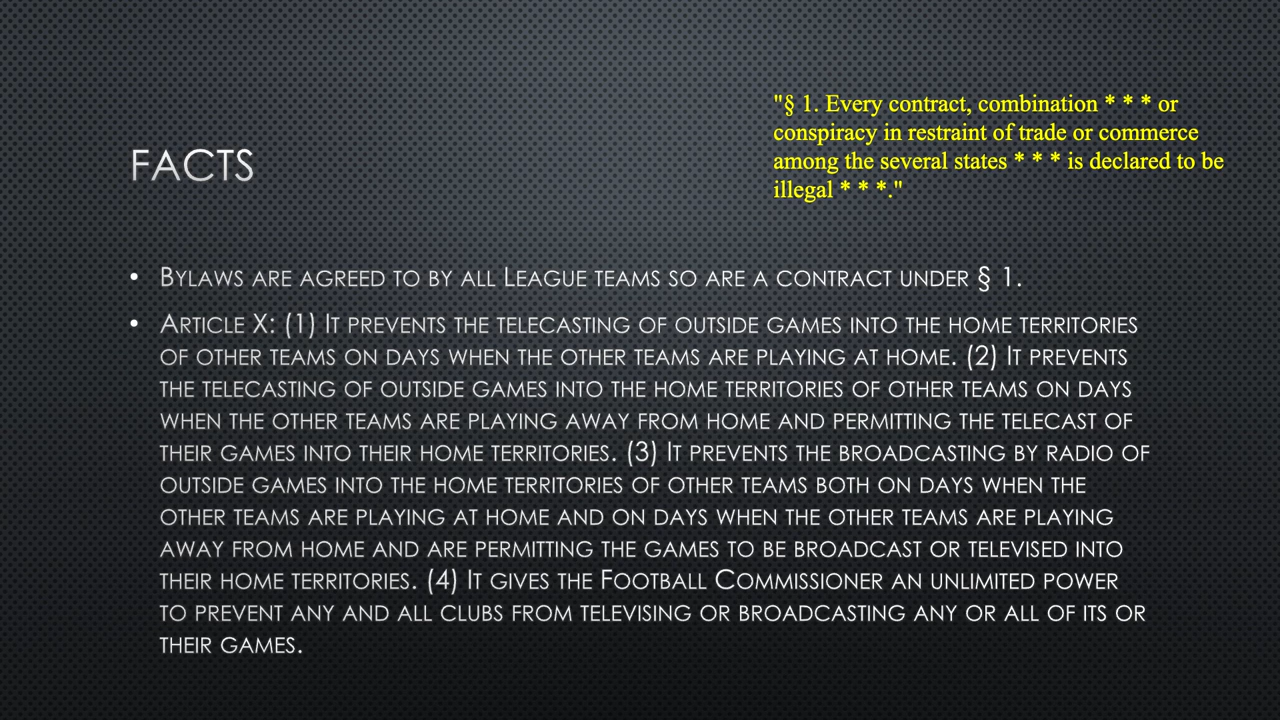 "§ 1. Every contract, combination * * * or
conspiracy in restraint of trade or commerce
among the several states * * * is declared to be
illegal * * *."
FACTS
• Bylaws are agreed to by all League teams so are a contract under § 1.
• Article X: (1) It prevents the telecasting of outside games into the home territories
of other teams on days when the other teams are playing at home. (2) It prevents
the telecasting of outside games into the home territories of other teams on days
when the other teams are playing away from home and permitting the telecast of
their games into their home territories. (3) It prevents the broadcasting by radio of
outside games into the home territories of other teams both on days when the
other teams are playing at home and on days when the other teams are playing
away from home and are permitting the games to be broadcast or televised into
their home territories. (4) It gives the Football Commissioner an unlimited power
to prevent any and all clubs from televising or broadcasting any or all of its or
their games.